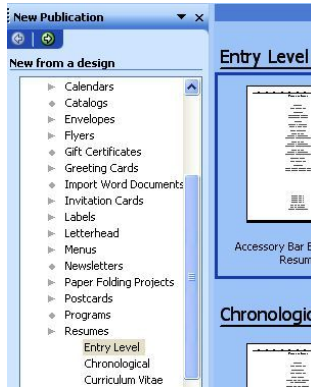 New Publication
New from a design
Calendars
Catalogs
Envelopes
Flyers
Gift Certificates
Greeting Cards
Import Word Documents
Invitation Cards
Labels
Letterhead
Menus
Newsletters
Paper Folding Projects
Postcards
Programs
Resumes
Entry Level
Chronological
Curriculum Vitae
Entry Level
Accessory Bar E
Resum
Chronologic